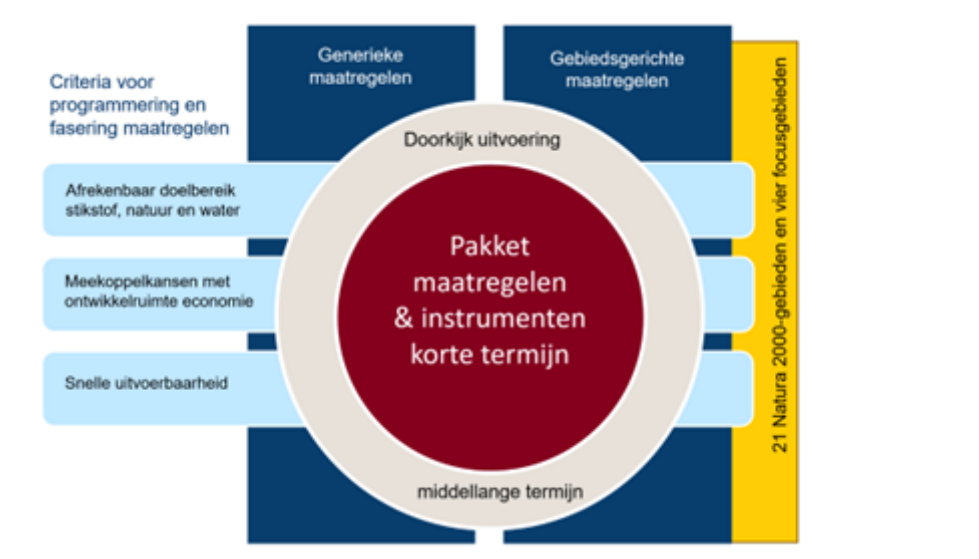 Generieke
maatregelen
Gebiedsgerichte
maatregelen
Criteria voor
programmering en
fasering maatregelen
Doorkijk uitvoering
Afrekenbaar doelbereik
stikstof, natuur en water
Meekoppelkansen met
ontwikkelruimte economie
Snelle uitvoerbaarheid
Pakket
maatregelen
& instrumenten
korte termijn
middellange termijn
21 Natura 2000-gebieden en vier focusgebieden